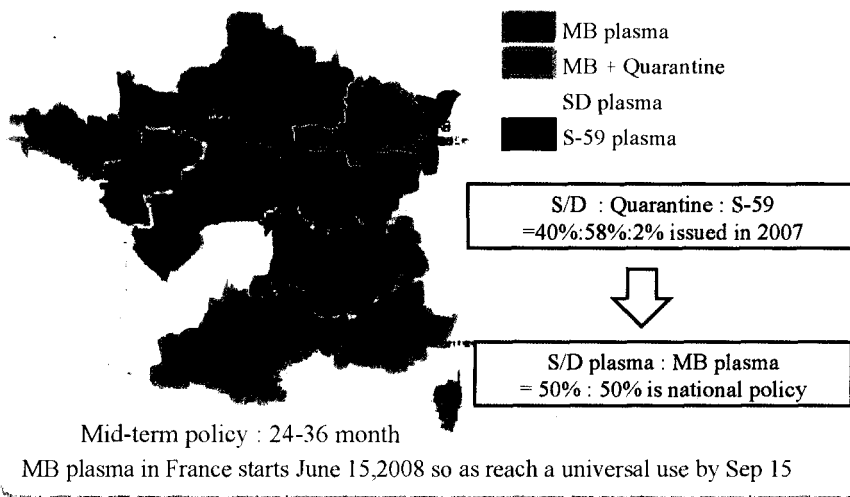 MB plasma
MB + Quarantine
SD plasma
S-59 plasma
S/D : Quarantine : S-59
=40%:58%:2% issued in 2007
S/D plasma : MB plasma
= 50% : 50% is national policy
Mid-term policy : 24-36 month
MB plasma in France starts June 15,2008 so as reach a universal use by Sep 15